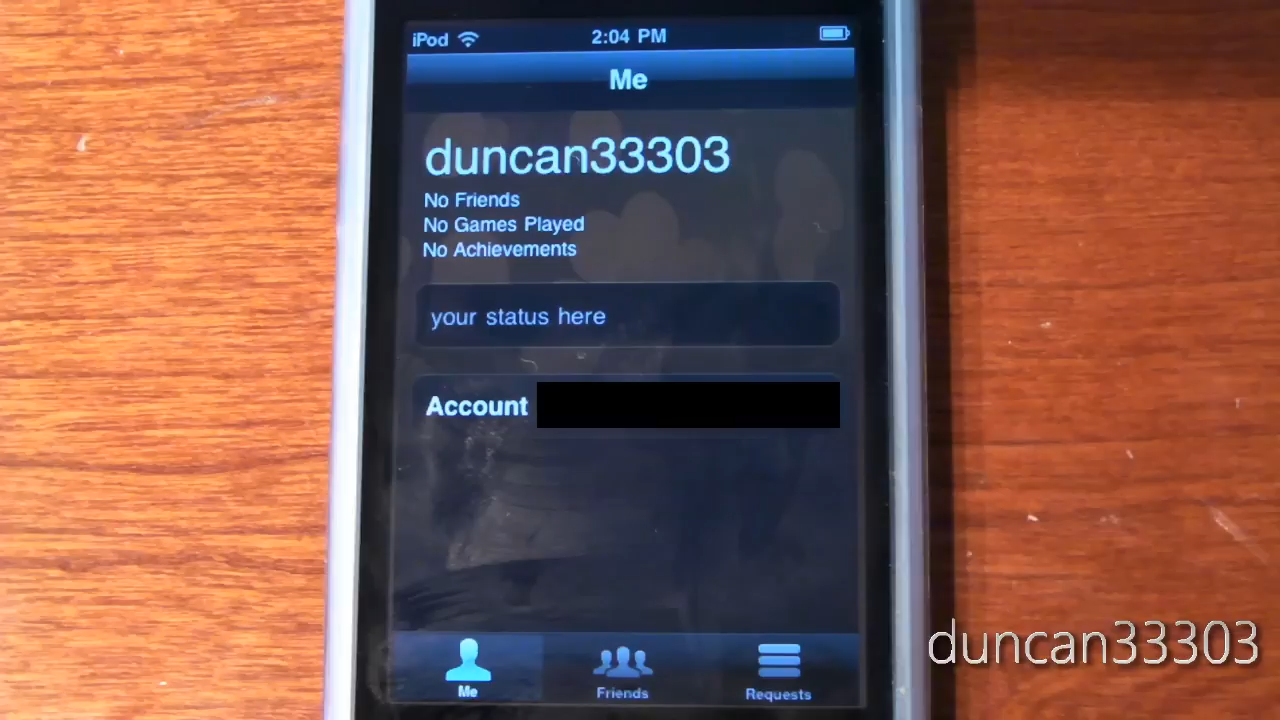 iPod 2:04 PM
Me
duncan33303
No Friends
No Games Played
No Achievements
your status here
Account
Me Friends Requests
duncan33303